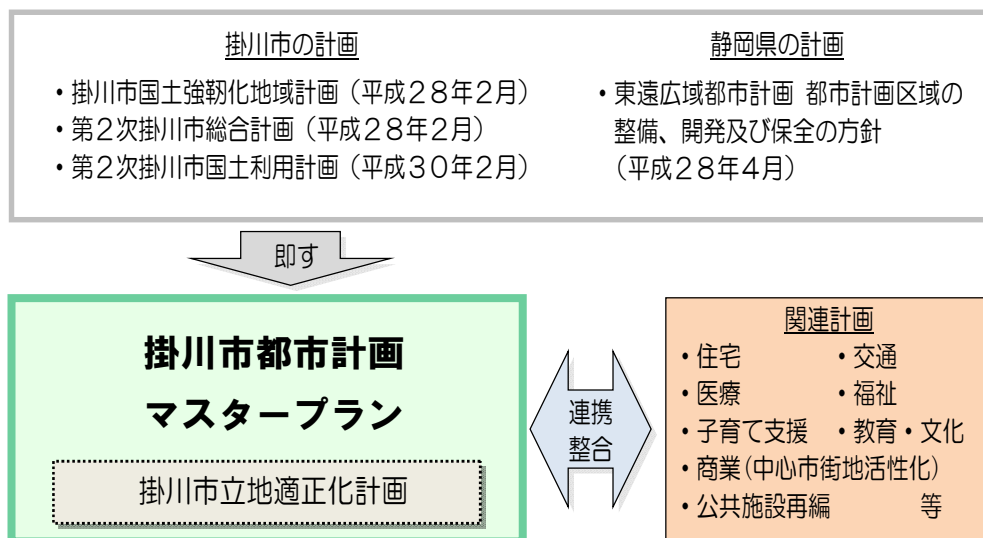 掛川市の計画
・掛川市国土強靭化地域計画（平成２８年２月）
・第２次掛川市総合計画（平成２８年２月）
・第２次掛川市国土利用計画（平成３０年２月）
静岡県の計画
・東遠広域都市計画 都市計画区域の
整備、開発及び保全の方針
（平成２８年４月）
即す
掛川市都市計画
マスタープラン
掛川市立地適正化計画
連携
整合
関連計画
・住宅 ・交通
・医療 ・福祉
・子育て支援 ・教育・文化
・商業(中心市街地活性化)
・公共施設再編 等